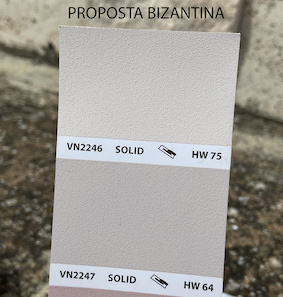 PROPOSTA BIZANTINA
VN2246 SOLID HW 75
VN2247 SOLID HW 64